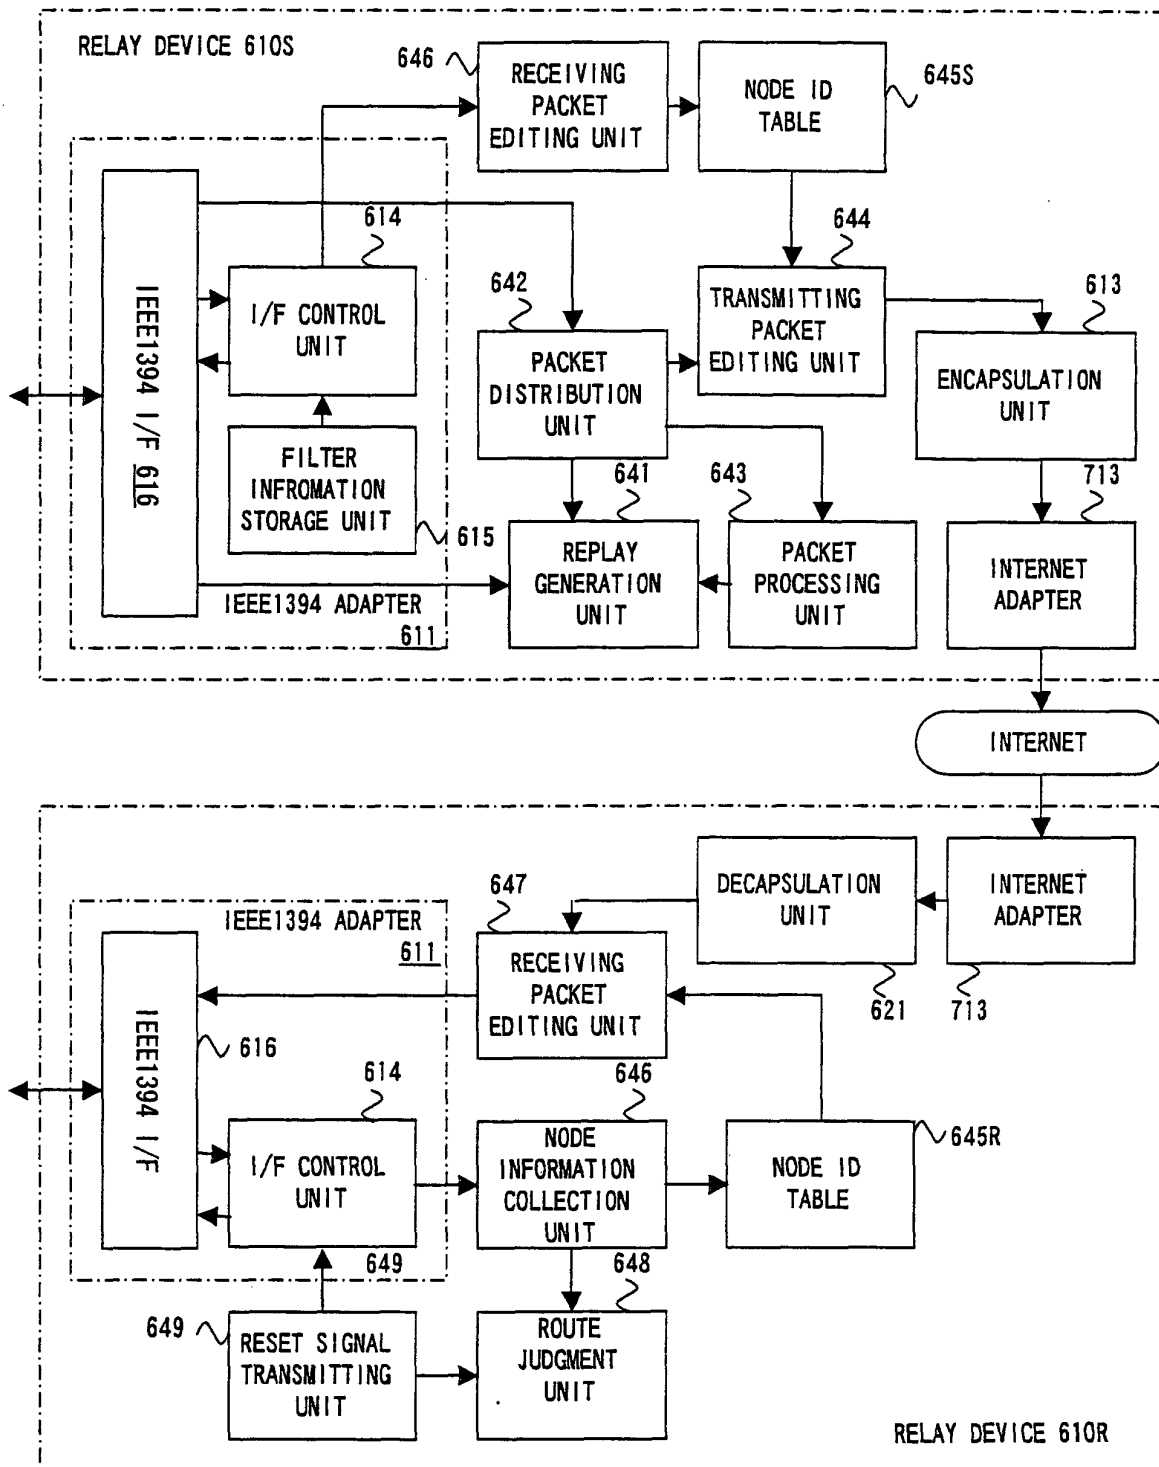 RELAY DEVICE 610S
646
RECEIVING
PACKET
EDITING UNIT
NODE ID
TABLE
645S
IEEE1394 I/F 616
614
I/F CONTROL
UNIT
FILTER
INFROMATION
STORAGE UNIT
615
IEEE1394 ADAPTER
611
642
PACKET
DISTRIBUTION
UNIT
644
TRANSMITTING
PACKET
EDITING UNIT
613
ENCAPSULATION
UNIT
641
REPLAY
GENERATION
UNIT
643
PACKET
PROCESSING
UNIT
713
INTERNET
ADAPTER
INTERNET
INTERNET
ADAPTER
713
DECAPSULATION
UNIT
621
647
RECEIVING
PACKET
EDITING UNIT
IEEE1394 ADAPTER
611
IEEE1394 I/F
616
614
I/F CONTROL
UNIT
649
646
NODE
INFORMATION
COLLECTION
UNIT
645R
NODE ID
TABLE
649
RESET SIGNAL
TRANSMITTING
UNIT
648
ROUTE
JUDGMENT
UNIT
RELAY DEVICE 610R